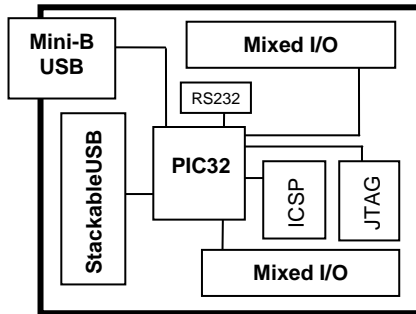 Mini-B
USB
Mixed I/O
RS232
PIC32
StackableUSB
ICSP
JTAG
Mixed I/O